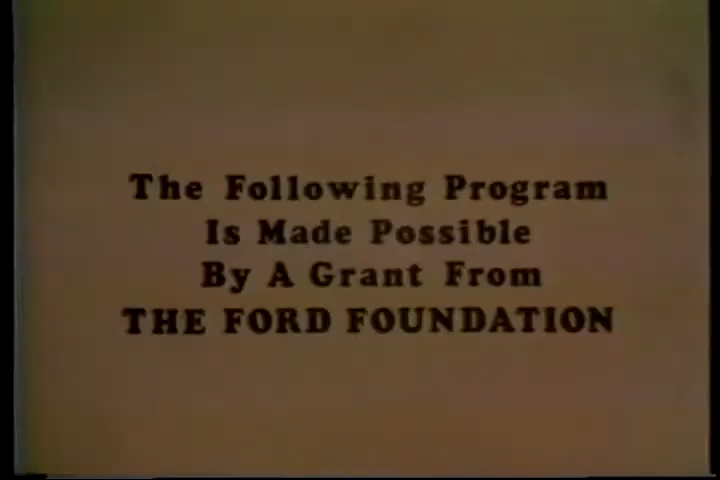 The Following Program
Is Made Possible
By A Grant From
THE FORD FOUNDATION